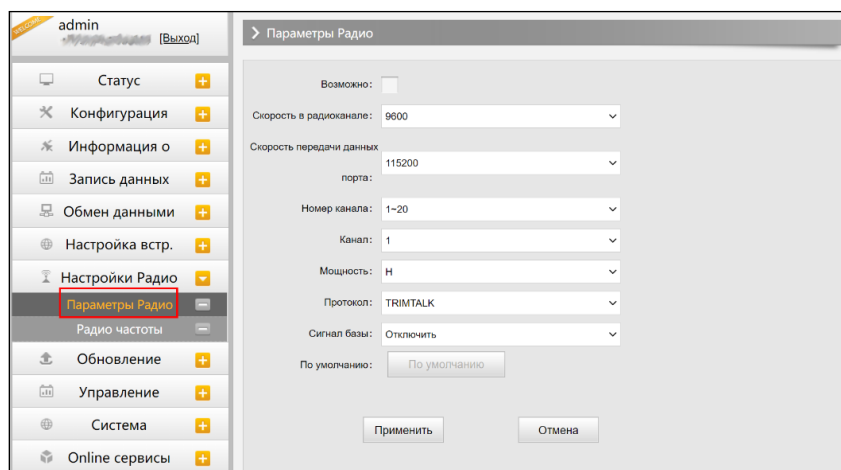 WELCOME
admin
[Выход]
Статус
Конфигурация
Информация о
Запись данных
Обмен данными
Настройка встр.
Настройки Радио
Параметры Радио
Радио частоты
Обновление
Управление
Система
Online сервисы
Параметры Радио
Возможно:
Скорость в радиоканале: 9600
Скорость передачи данных
порта: 115200
Номер канала: 1~20
Канал: 1
Мощность: H
Протокол: TRIMTALK
Сигнал базы: Отключить
По умолчанию: По умолчанию
Применить Отмена